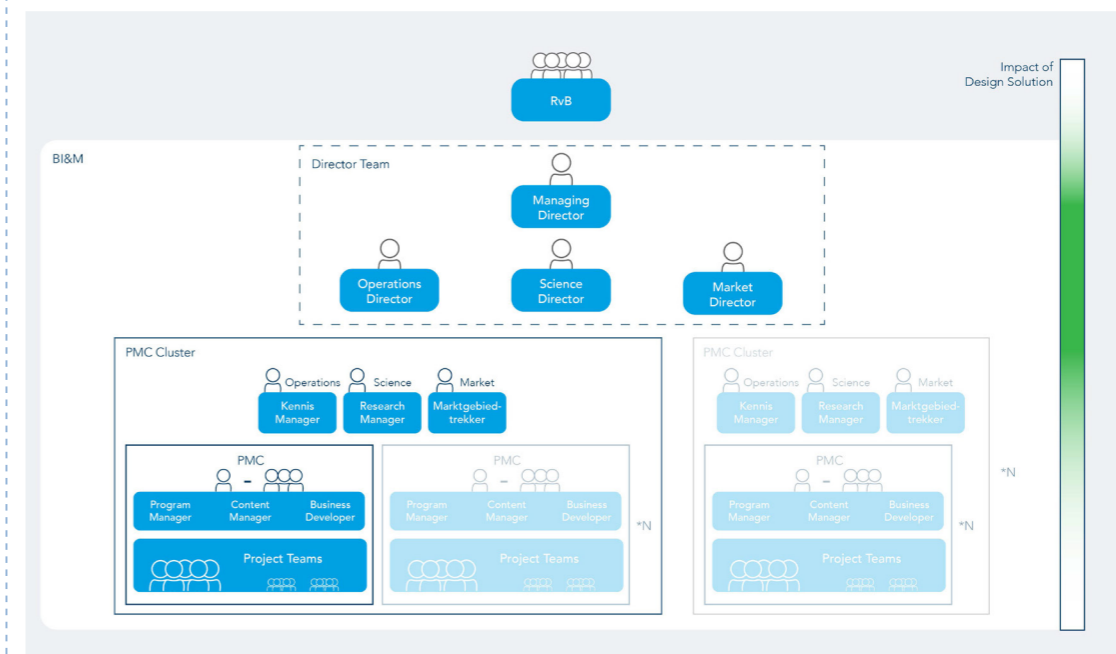 Impact of
Design Solution
RvB
BI&M
Director Team
Managing
Director
Operations
Director
Science
Director
Market
Director
PMC Cluster
Operations
Science
Market
Kennis
Manager
Research
Manager
Marktgebied-
trekker
PMC
-
Program
Manager
Content
Manager
Business
Developer
Project Teams
PMC
-
Program
Manager
Content
Manager
Business
Developer
Project Teams
*N
PMC Cluster
Operations
Science
Market
Kennis
Manager
Research
Manager
Marktgebied-
trekker
PMC
-
Program
Manager
Content
Manager
Business
Developer
Project Teams
*N
*N